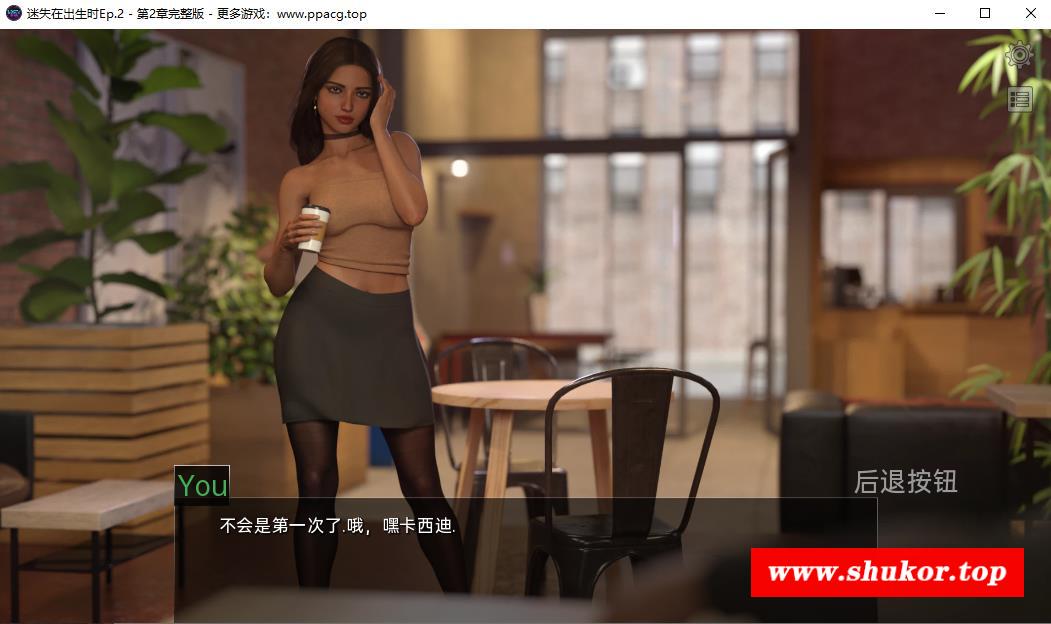 迷失在出生时Ep.2 - 第2章完整版 - 更多游戏：www.ppacg.top
You
后退按钮
不会是第一次了.哦，嘿卡西迪.
www.shukor.top